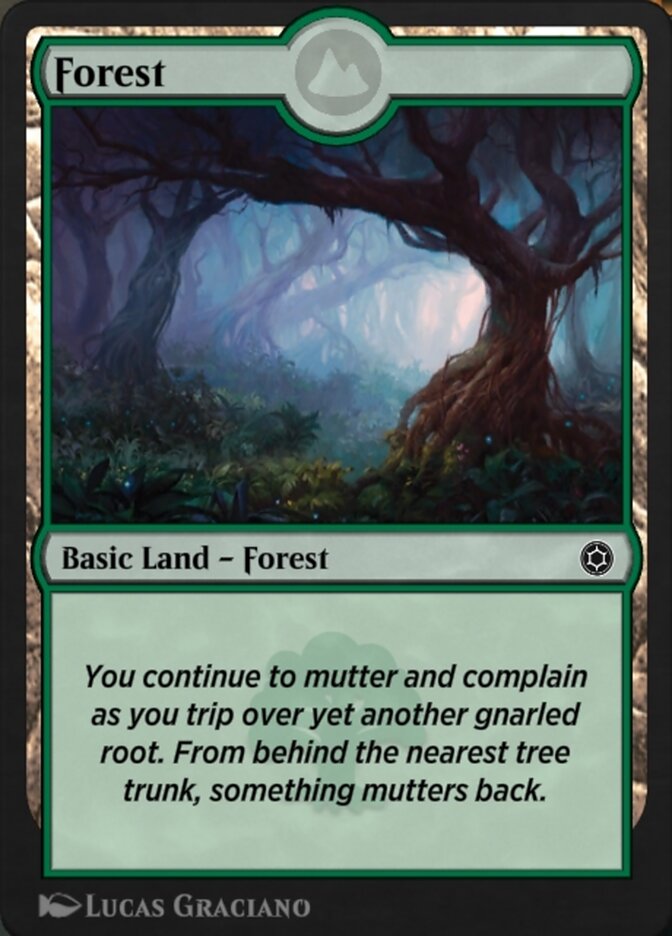 Forest
Basic Land – Forest
You continue to mutter and complain
as you trip over yet another gnarled
root. From behind the nearest tree
trunk, something mutters back.
Lucas Graciano